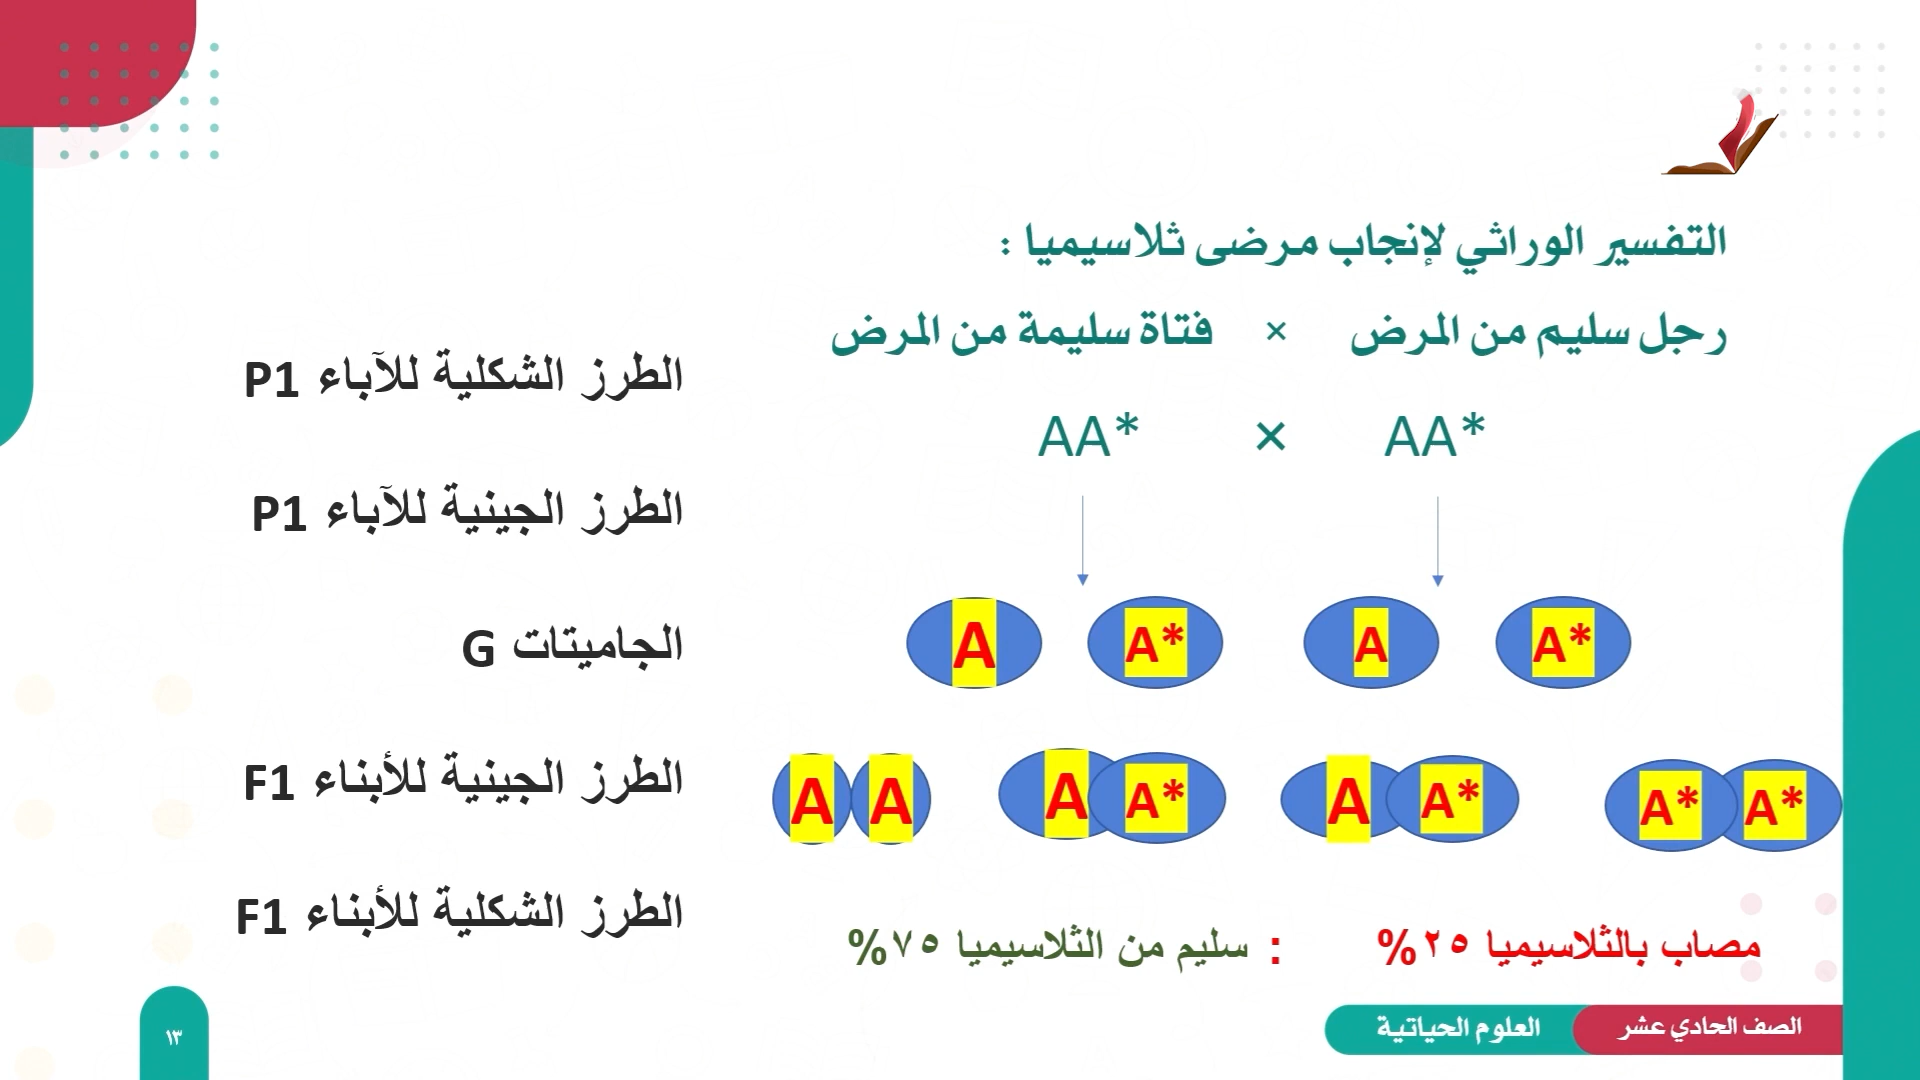 التفسير الوراثي لإنجاب مرضى ثلاسيميا :
رجل سليم من المرض × فتاة سليمة من المرض
الطرز الشكلية للآباء P1
AA* × AA*
الطرز الجينية للآباء P1
A A* A A*
الجاميتات G
A A A A* A A* A* A*
الطرز الجينية للأبناء F1
الطرز الشكلية للأبناء F1
مصاب بالثلاسيميا ٢٥% : سليم من الثلاسيميا ٧٥%
الصف الحادي عشر
العلوم الحياتية
١٣